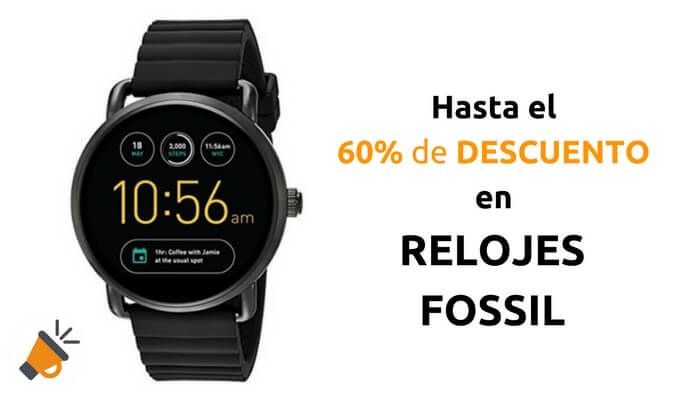 18 MAY
3,000 STEPS
11:56am NYC
10:56am
1hr: Coffee with Jamie
at the usual spot
Hasta el
60% de DESCUENTO
en
RELOJES
FOSSIL